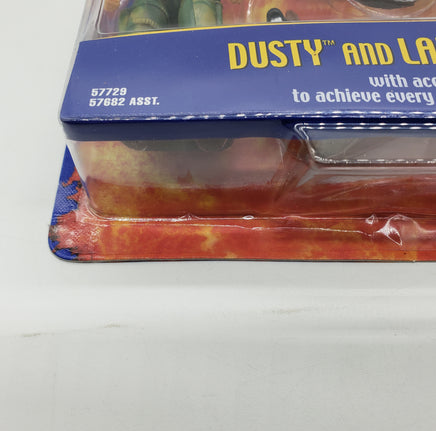 DUSTY™ AND LA
with acc
to achieve every
57729
57682 ASST.